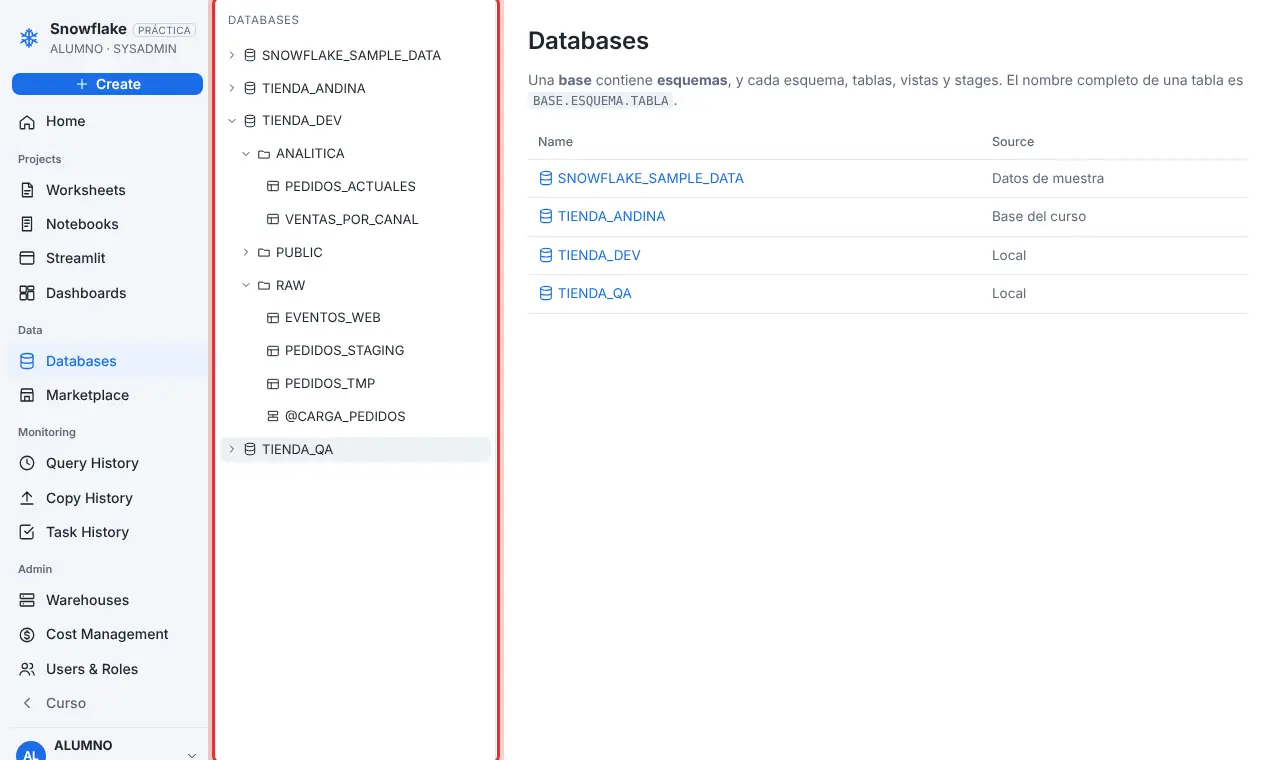 Snowflake PRÁCTICA
ALUMNO · SYSADMIN
+ Create
Home
Projects
Worksheets
Notebooks
Streamlit
Dashboards
Data
Databases
Marketplace
Monitoring
Query History
Copy History
Task History
Admin
Warehouses
Cost Management
Users & Roles
Curso
AL ALUMNO
DATABASES
SNOWFLAKE_SAMPLE_DATA
TIENDA_ANDINA
TIENDA_DEV
ANALITICA
PEDIDOS_ACTUALES
VENTAS_POR_CANAL
PUBLIC
RAW
EVENTOS_WEB
PEDIDOS_STAGING
PEDIDOS_TMP
@CARGA_PEDIDOS
TIENDA_QA
Databases
Una base contiene esquemas, y cada esquema, tablas, vistas y stages. El nombre completo de una tabla es
BASE.ESQUEMA.TABLA.
Name Source
SNOWFLAKE_SAMPLE_DATA Datos de muestra
TIENDA_ANDINA Base del curso
TIENDA_DEV Local
TIENDA_QA Local